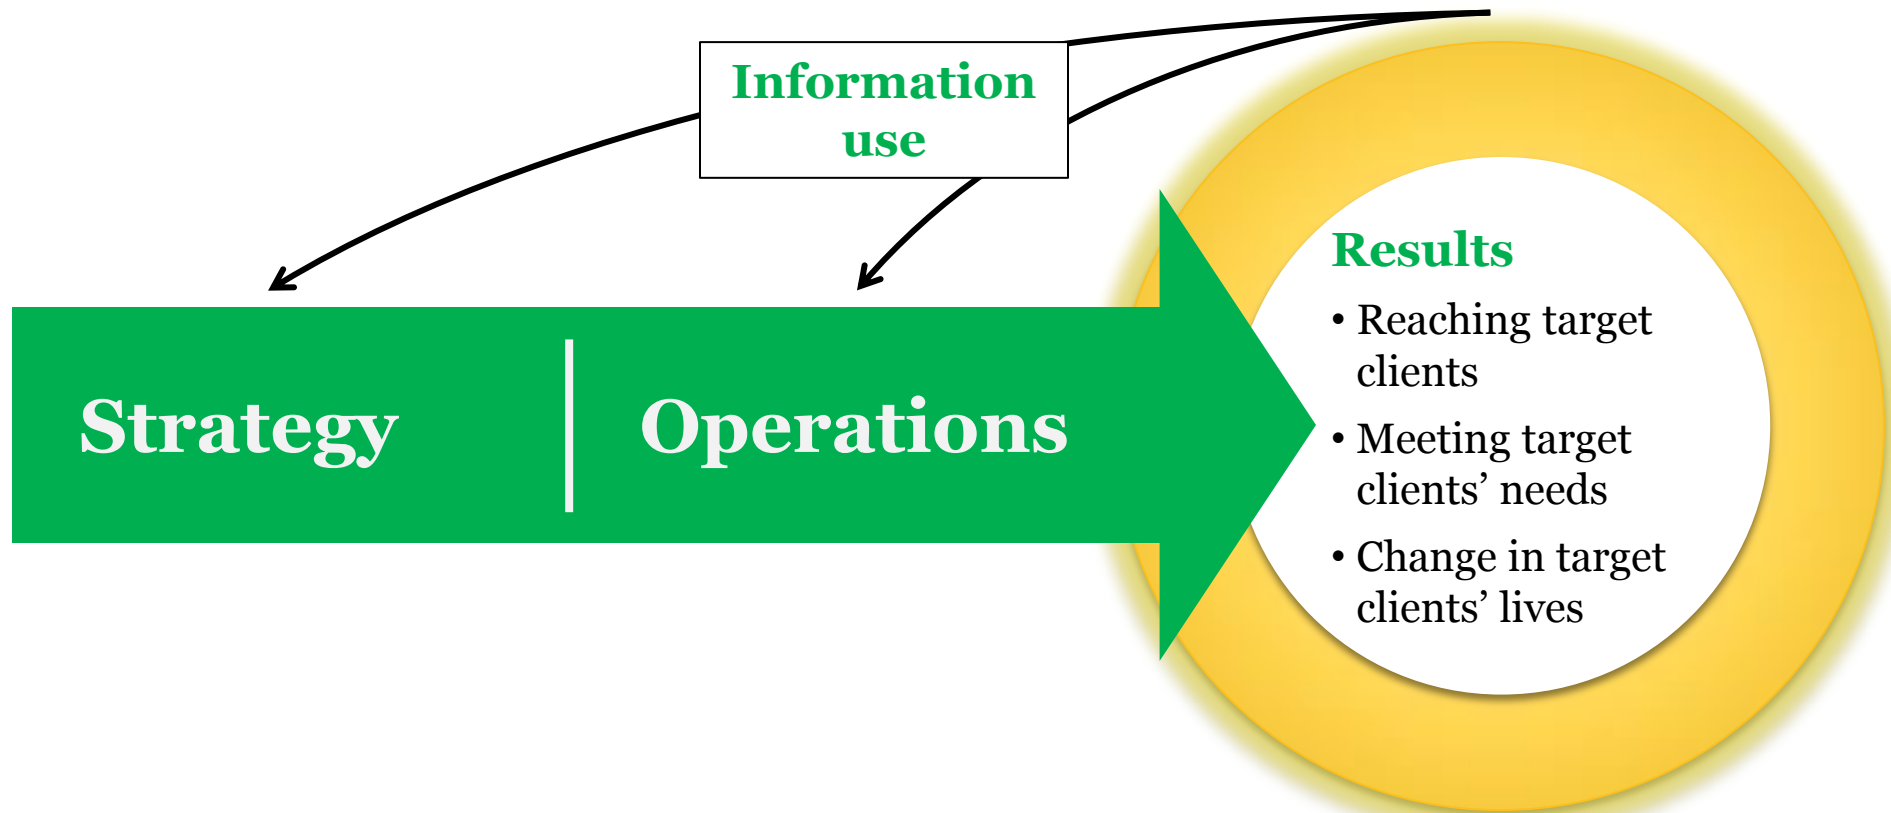 Information
use
Strategy
Operations
Results
• Reaching target
clients
• Meeting target
clients’ needs
• Change in target
clients’ lives